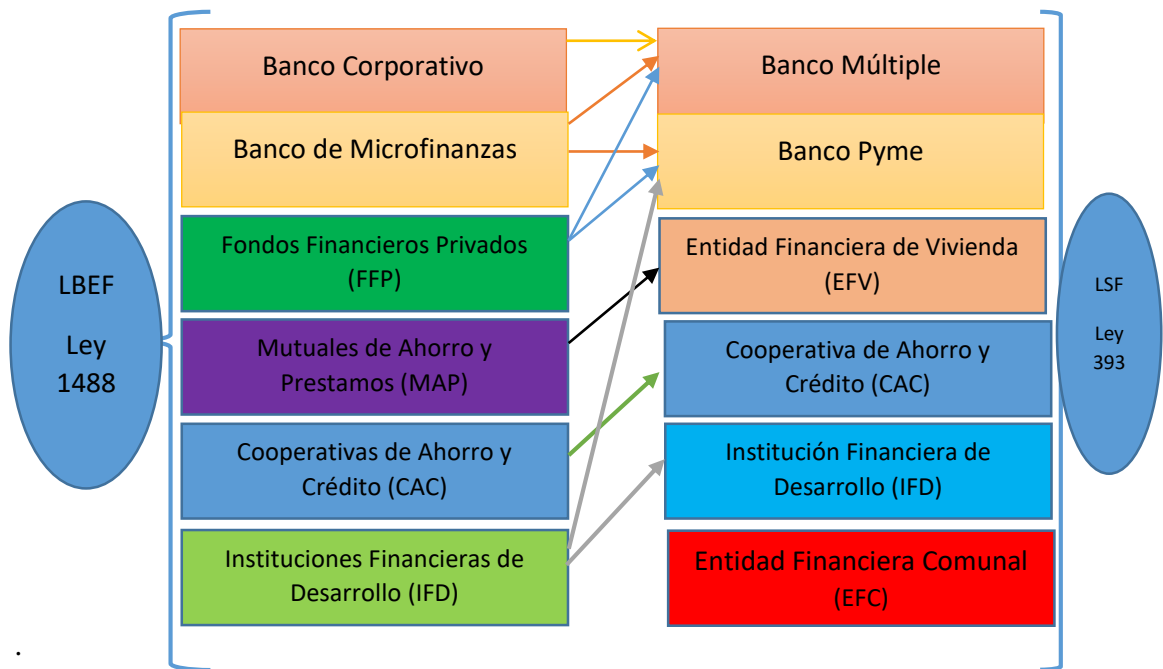 LBEF
Ley
1488
Banco Corporativo
Banco de Microfinanzas
Fondos Financieros Privados
(FFP)
Mutuales de Ahorro y
Prestamos (MAP)
Cooperativas de Ahorro y
Crédito (CAC)
Instituciones Financieras de
Desarrollo (IFD)
Banco Múltiple
Banco Pyme
Entidad Financiera de Vivienda
(EFV)
Cooperativa de Ahorro y
Crédito (CAC)
Institución Financiera de
Desarrollo (IFD)
Entidad Financiera Comunal
(EFC)
LSF
Ley
393
.